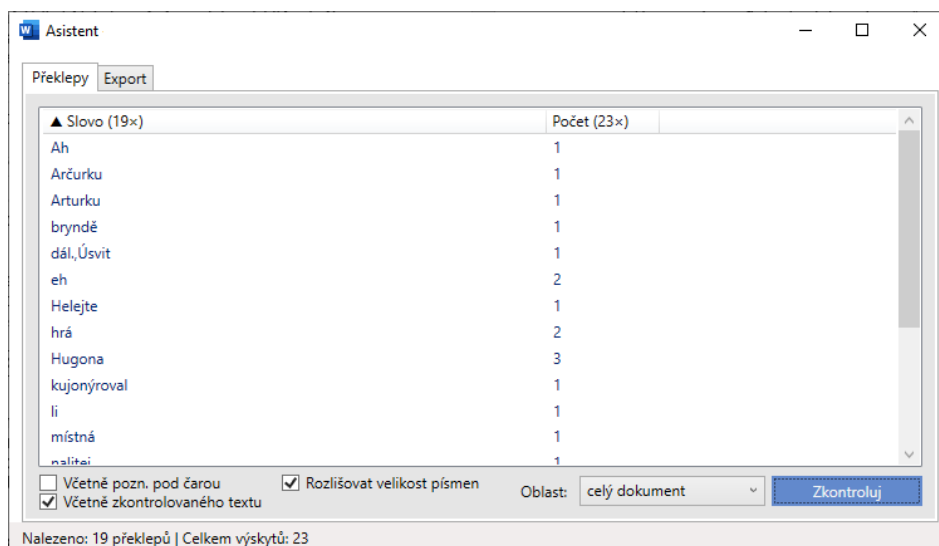 Asistent
Překlepy Export
▲ Slovo (19×) Počet (23×)
Ah 1
Arčurku 1
Arturku 1
bryndě 1
dál.,Úsvit 1
eh 2
Helejte 1
hrá 2
Hugona 3
kujonýroval 1
li 1
místná 1
nalitej 1
Včetně pozn. pod čarou
Včetně zkontrolovaného textu
Rozlišovat velikost písmen
Oblast: celý dokument Zkontroluj
Nalezeno: 19 překlepů | Celkem výskytů: 23